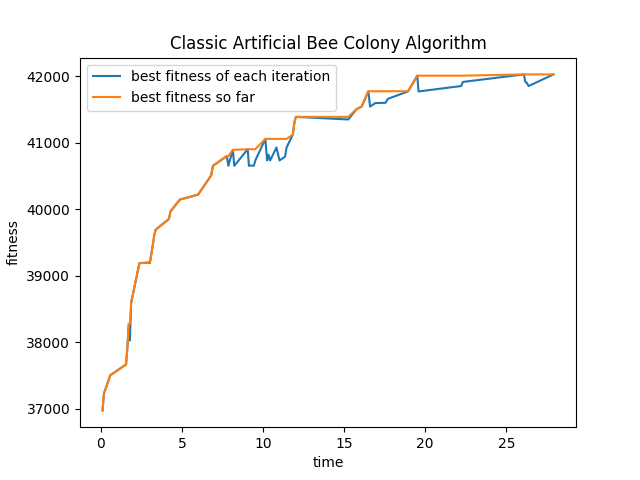 Classic Artificial Bee Colony Algorithm
best fitness of each iteration
best fitness so far
42000
41000
40000
39000
38000
37000
fitness
0 5 10 15 20 25
time